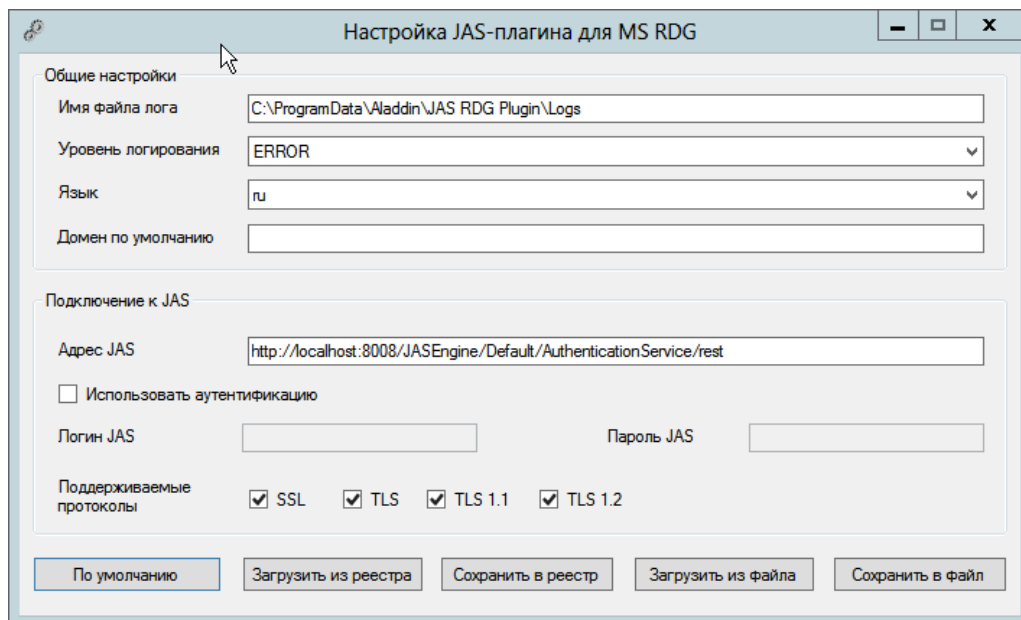 Настройка JAS-плагина для MS RDG
Общие настройки
Имя файла лога C:\ProgramData\Aladdin\JAS RDG Plugin\Logs
Уровень логирования ERROR
Язык ru
Домен по умолчанию
Подключение к JAS
Адрес JAS http://localhost:8008/JASEngine/Default/AuthenticationService/rest
Использовать аутентификацию
Логин JAS Пароль JAS
Поддерживаемые
протоколы SSL TLS TLS 1.1 TLS 1.2
По умолчанию Загрузить из реестра Сохранить в реестр Загрузить из файла Сохранить в файл